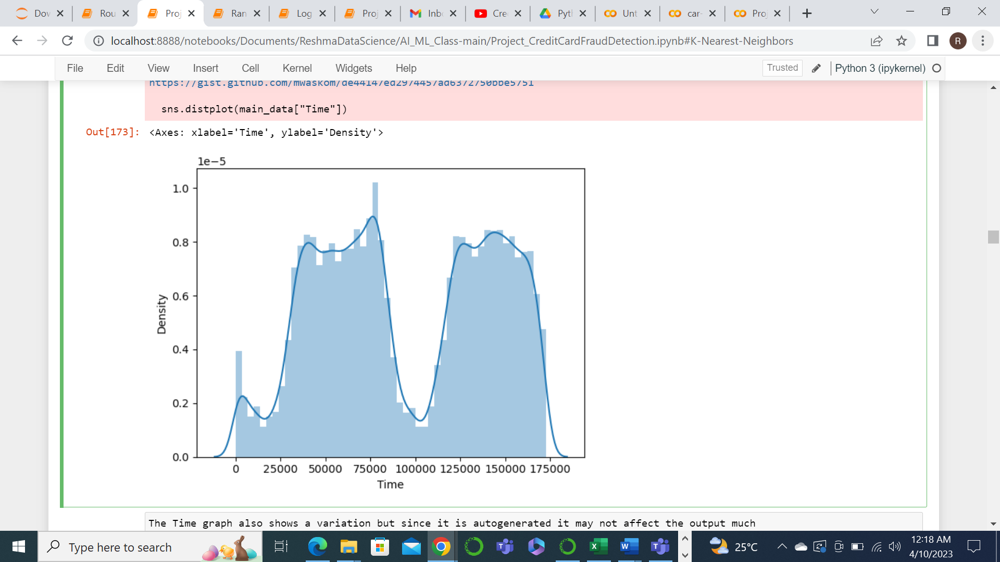 Dov
Rou
Proj
Ran
Log
Proj
Inb
Cre
Pyt
Unt
car-
Pro
localhost:8888/notebooks/Documents/ReshmaDataScience/AI_ML_Class-main/Project_CreditCardFraudDetection.ipynb#K-Nearest-Neighbors
R
File Edit View Insert Cell Kernel Widgets Help
Trusted
Python 3 (ipykernel)
https://gist.github.com/mwaskom/de44147ed2974457ad6372750bbe5751
sns.distplot(main_data["Time"])
Out[173]: <Axes: xlabel='Time', ylabel='Density'>
1e−5
1.0
0.8
0.6
0.4
0.2
0.0
Density
0 25000 50000 75000 100000 125000 150000 175000
Time
The Time graph also shows a variation but since it is autogenerated it may not affect the output much
Type here to search
25°C
12:18 AM
4/10/2023